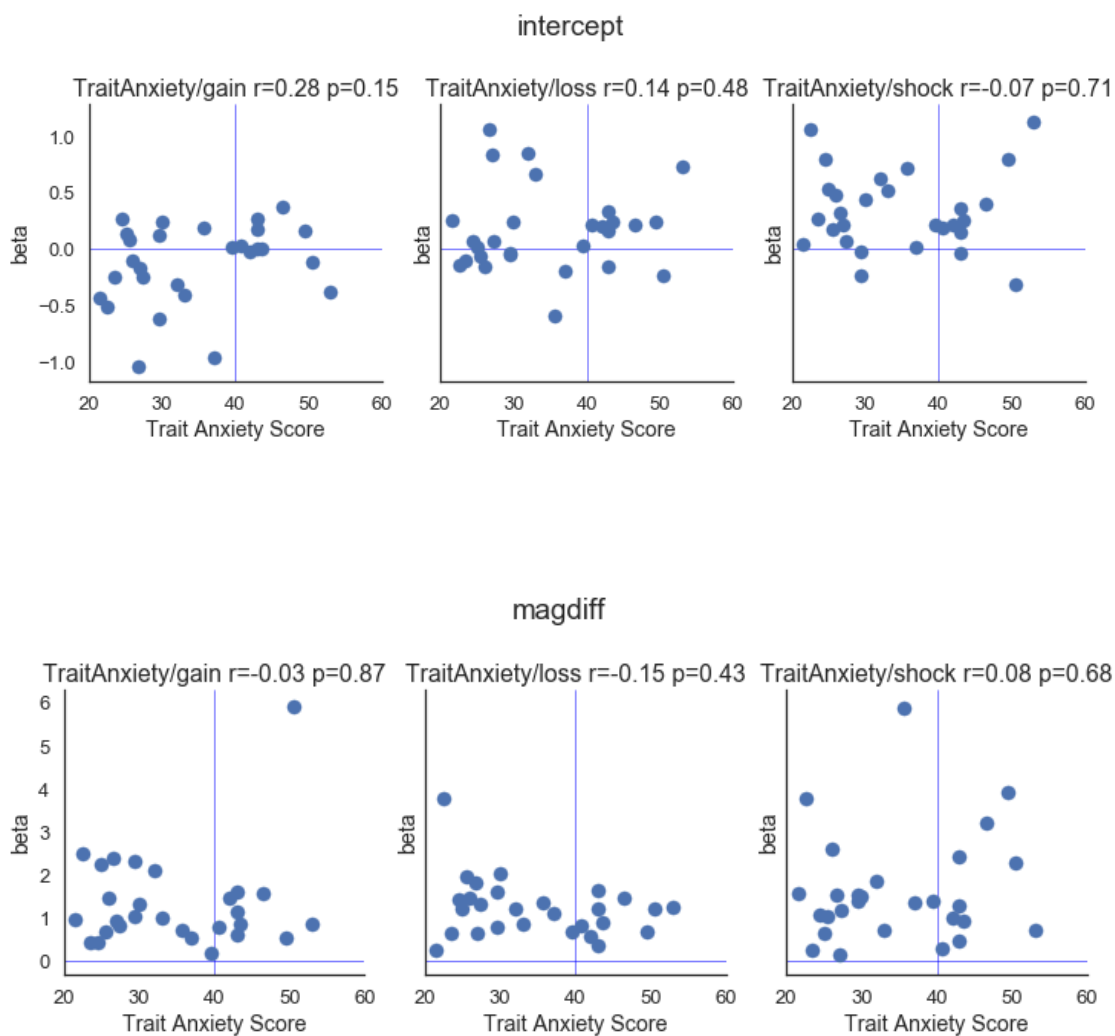 intercept
TraitAnxiety/gain r=0.28 p=0.15
TraitAnxiety/loss r=0.14 p=0.48
TraitAnxiety/shock r=-0.07 p=0.71
1.0
0.5
0.0
−0.5
−1.0
beta
beta
beta
20 30 40 50 60
20 30 40 50 60
20 30 40 50 60
Trait Anxiety Score
Trait Anxiety Score
Trait Anxiety Score
magdiff
TraitAnxiety/gain r=-0.03 p=0.87
TraitAnxiety/loss r=-0.15 p=0.43
TraitAnxiety/shock r=0.08 p=0.68
6
5
4
3
2
1
0
beta
beta
beta
20 30 40 50 60
20 30 40 50 60
20 30 40 50 60
Trait Anxiety Score
Trait Anxiety Score
Trait Anxiety Score